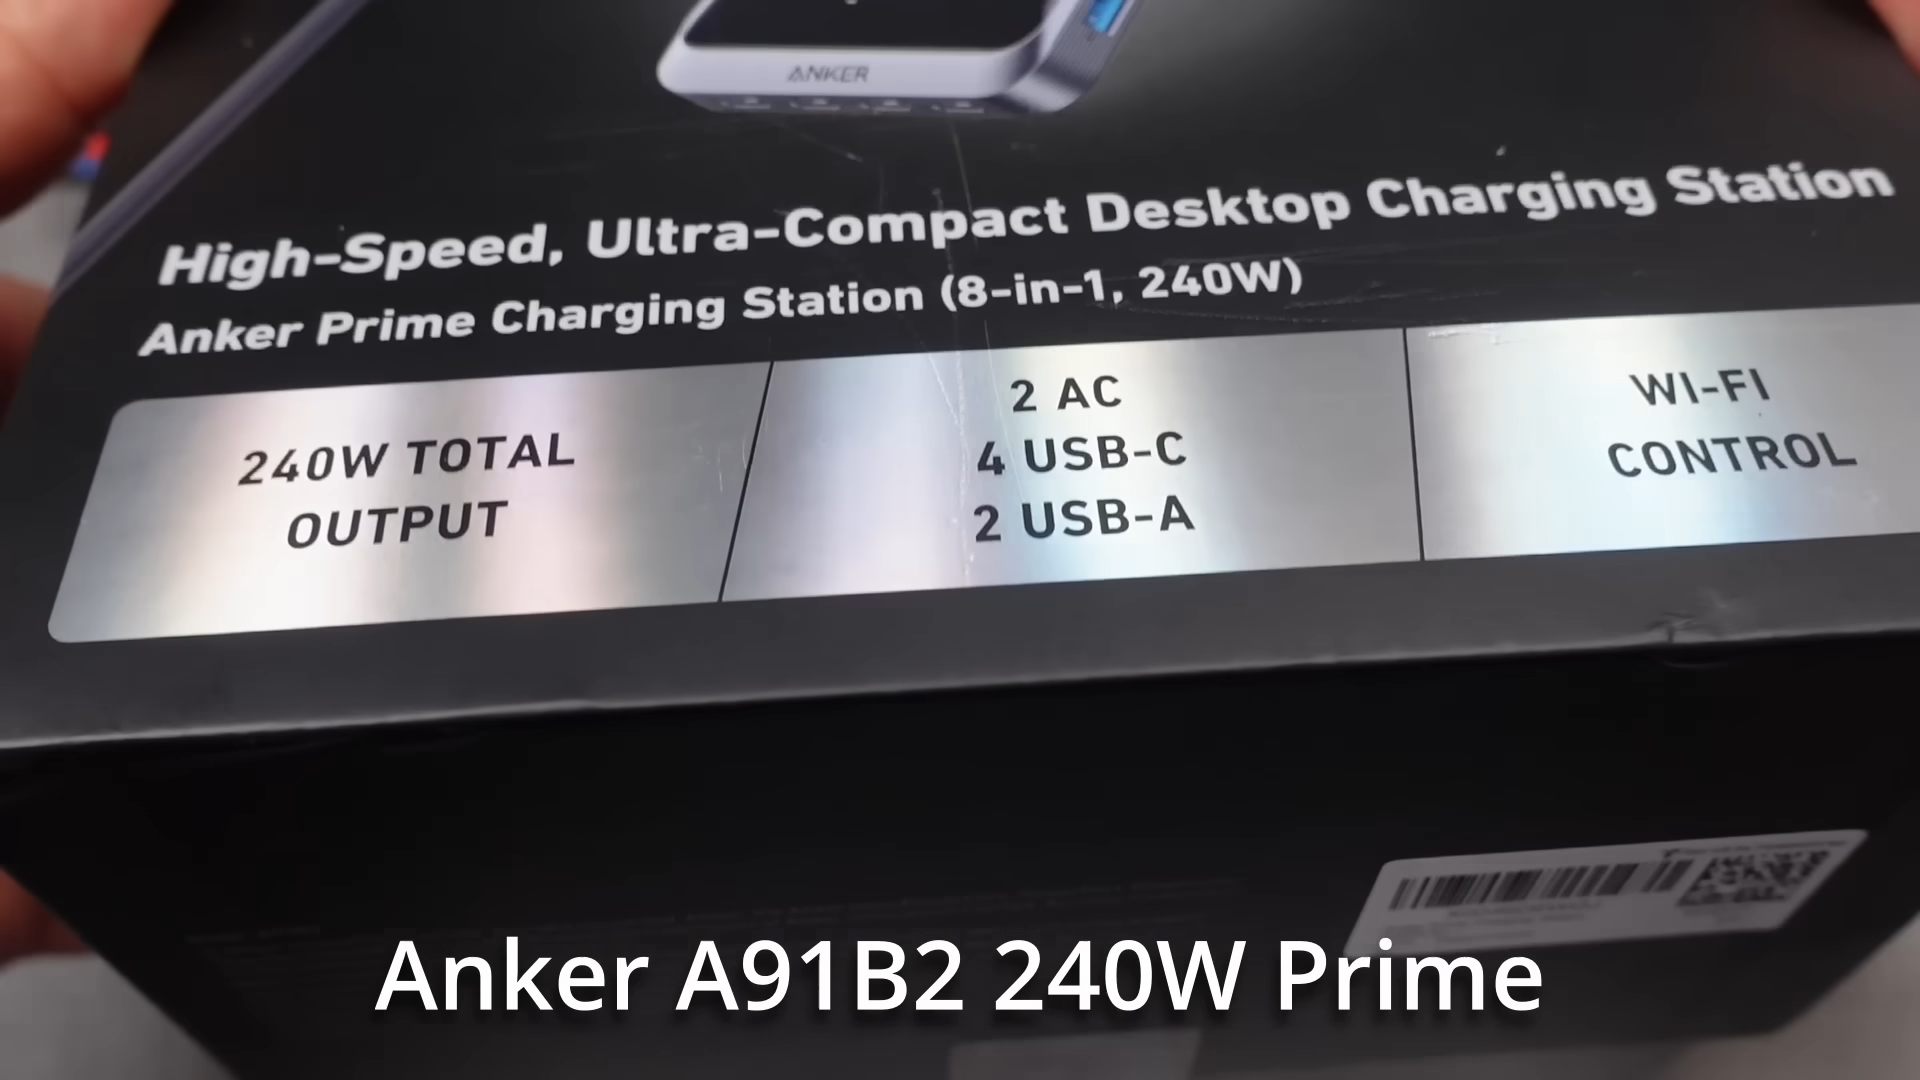 ANKER
High-Speed, Ultra-Compact Desktop Charging Station
Anker Prime Charging Station (8-in-1, 240W)
240W TOTAL
OUTPUT
2 AC
4 USB-C
2 USB-A
WI-FI
CONTROL
Anker A91B2 240W Prime